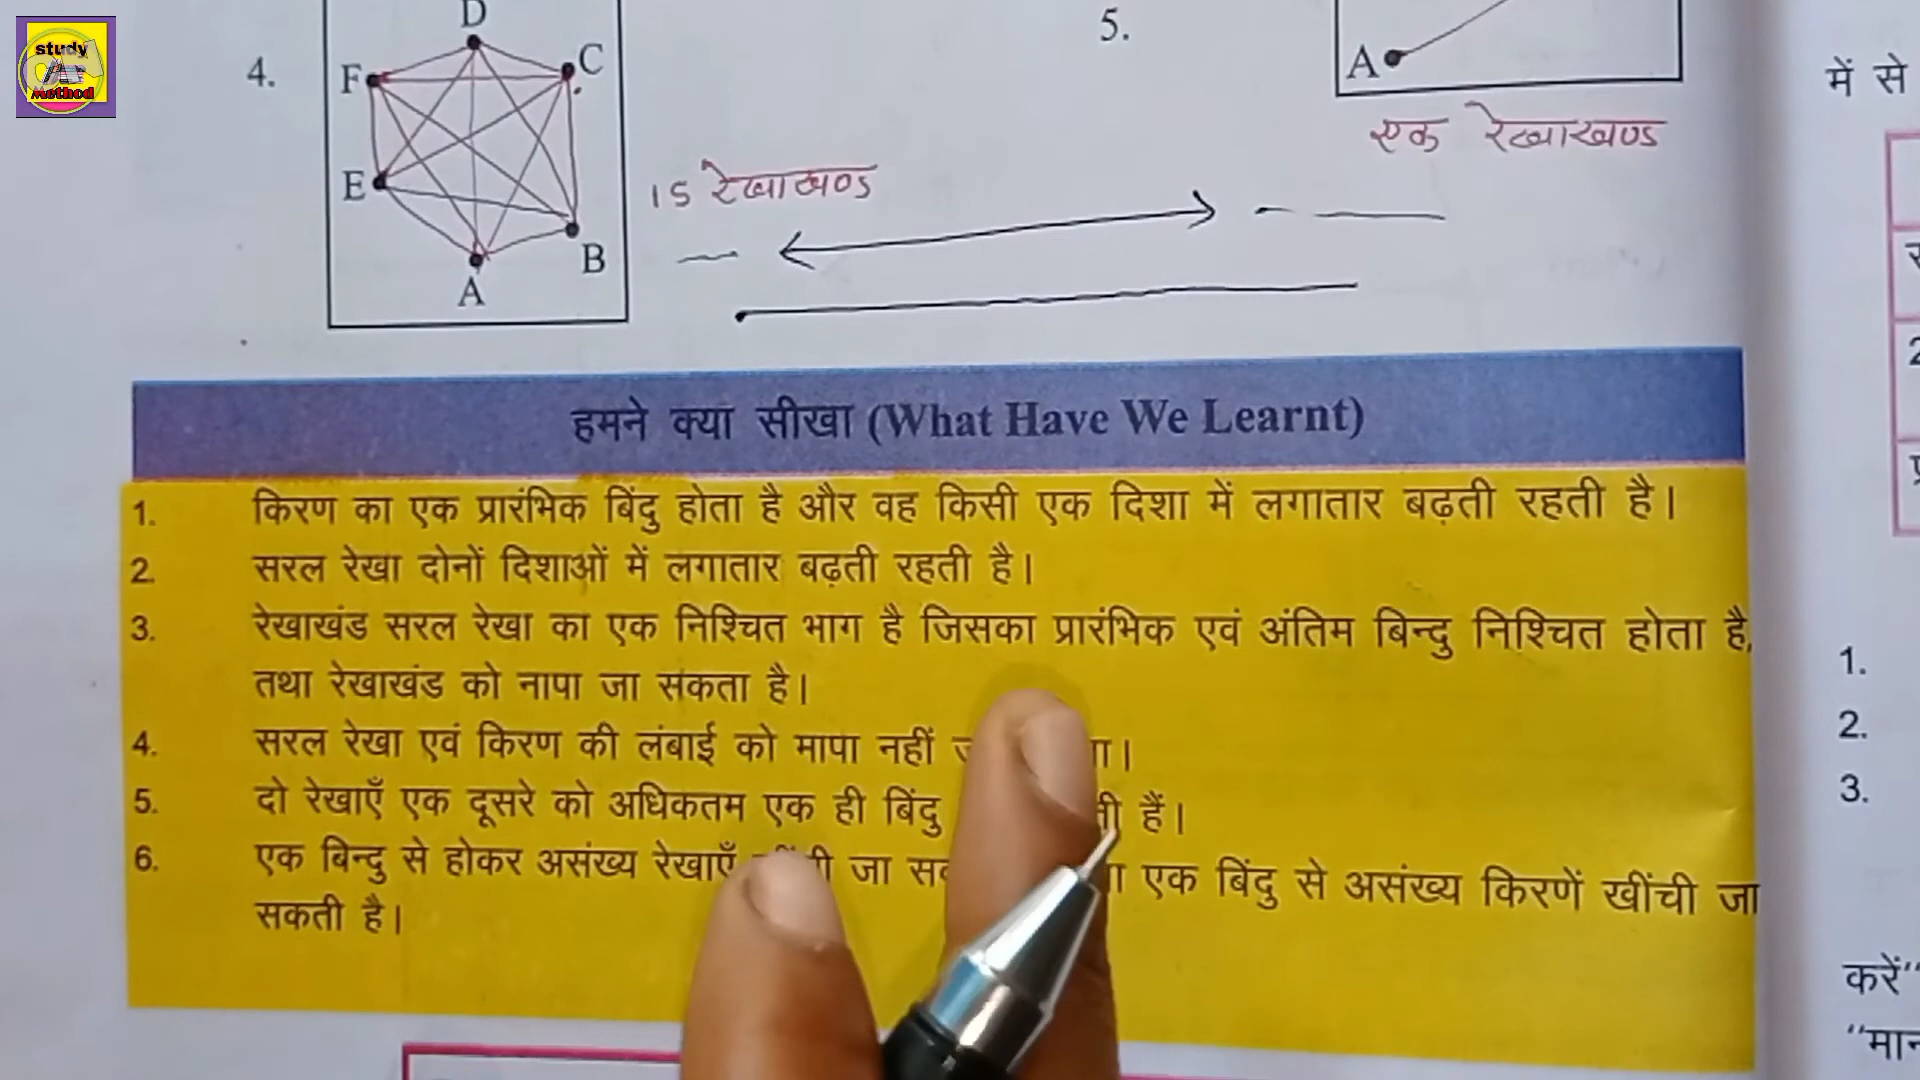 study
Method
D
4.
F
C
E
B
A
15 रेखाखण्ड
5.
A
एक रेखाखण्ड
हमने क्या सीखा (What Have We Learnt)
1. किरण का एक प्रारंभिक बिंदु होता है और वह किसी एक दिशा में लगातार बढ़ती रहती है।
2. सरल रेखा दोनों दिशाओं में लगातार बढ़ती रहती है।
3. रेखाखंड सरल रेखा का एक निश्चित भाग है जिसका प्रारंभिक एवं अंतिम बिन्दु निश्चित होता है,
तथा रेखाखंड को नापा जा सकता है।
4. सरल रेखा एवं किरण की लंबाई को मापा नहीं
5. दो रेखाएँ एक दूसरे को अधिकतम एक ही बिंदु हैं।
6. एक बिन्दु से होकर असंख्य रेखाएँ जा एक बिंदु से असंख्य किरणें खींची जा
सकती है।
में से
2
1.
2.
3.
करें"
"मान